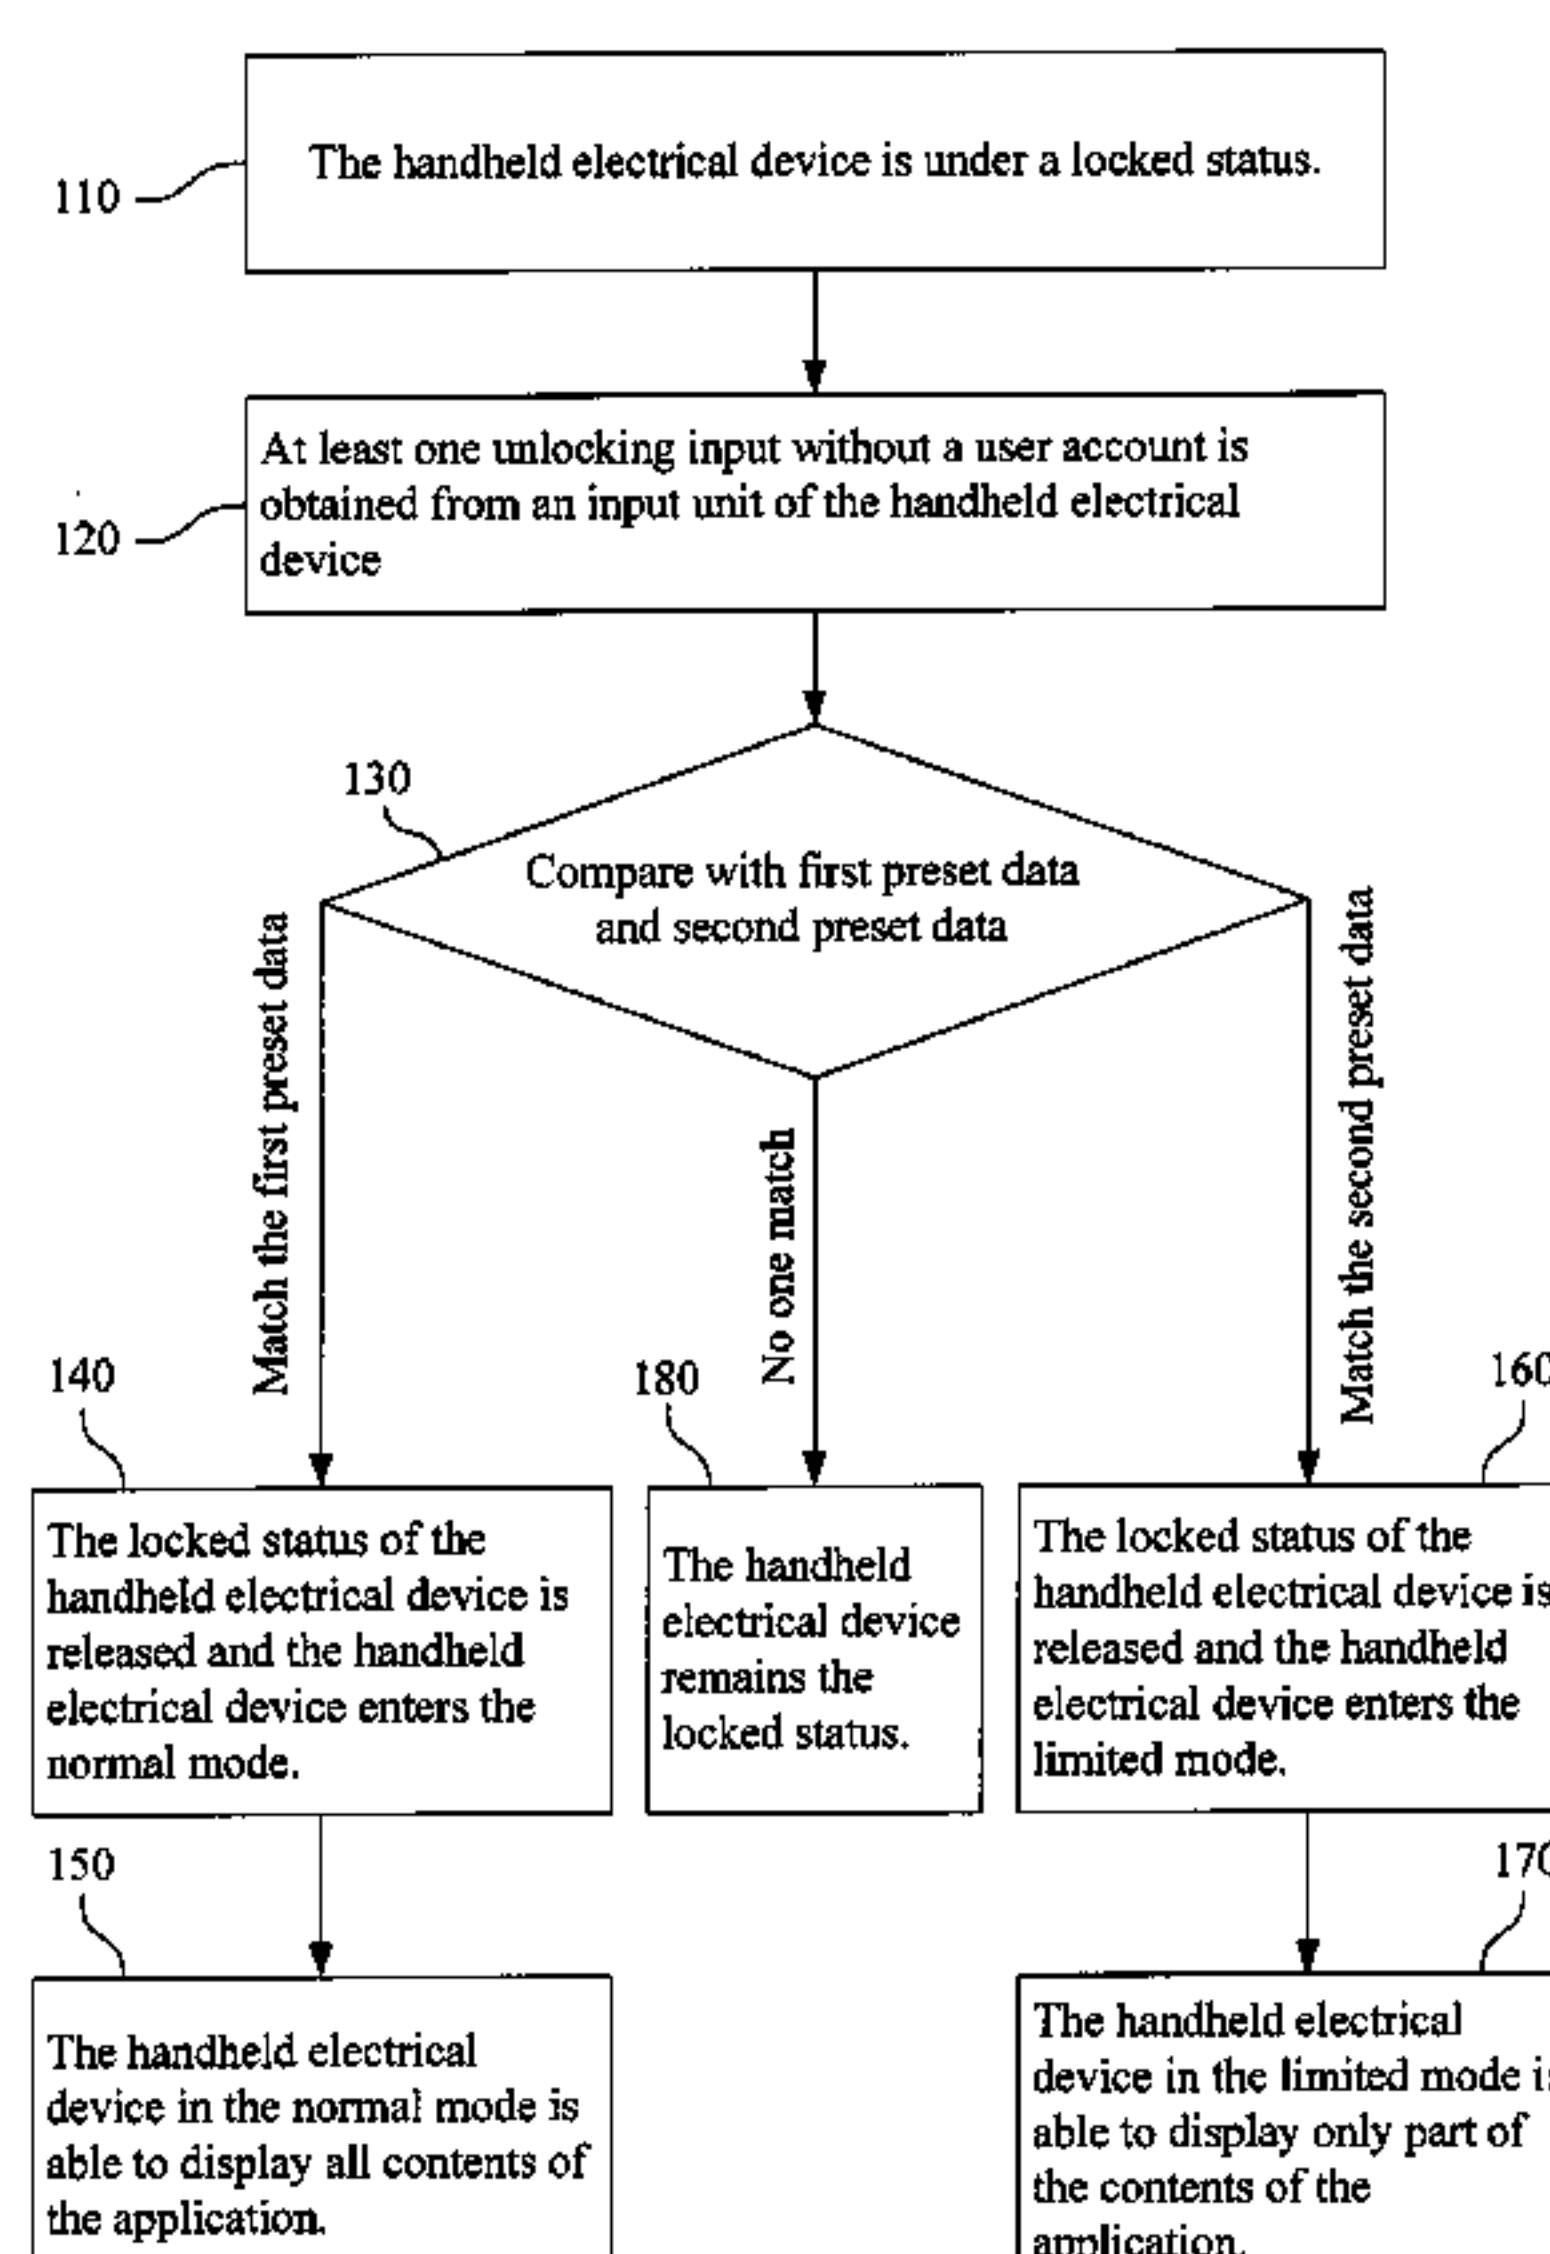 The handheld electrical device is under a locked status.
110
At least one unlocking input without a user account is
obtained from an input unit of the handheld electrical
device
120
130
Compare with first preset data
and second preset data
Match the first preset data
No one match
Match the second preset data
140
The locked status of the
handheld electrical device is
released and the handheld
electrical device enters the
normal mode.
180
The handheld
electrical device
remains the
locked status.
160
The locked status of the
handheld electrical device is
released and the handheld
electrical device enters the
limited mode.
150
The handheld electrical
device in the normal mode is
able to display all contents of
the application.
170
The handheld electrical
device in the limited mode is
able to display only part of
the contents of the
application.